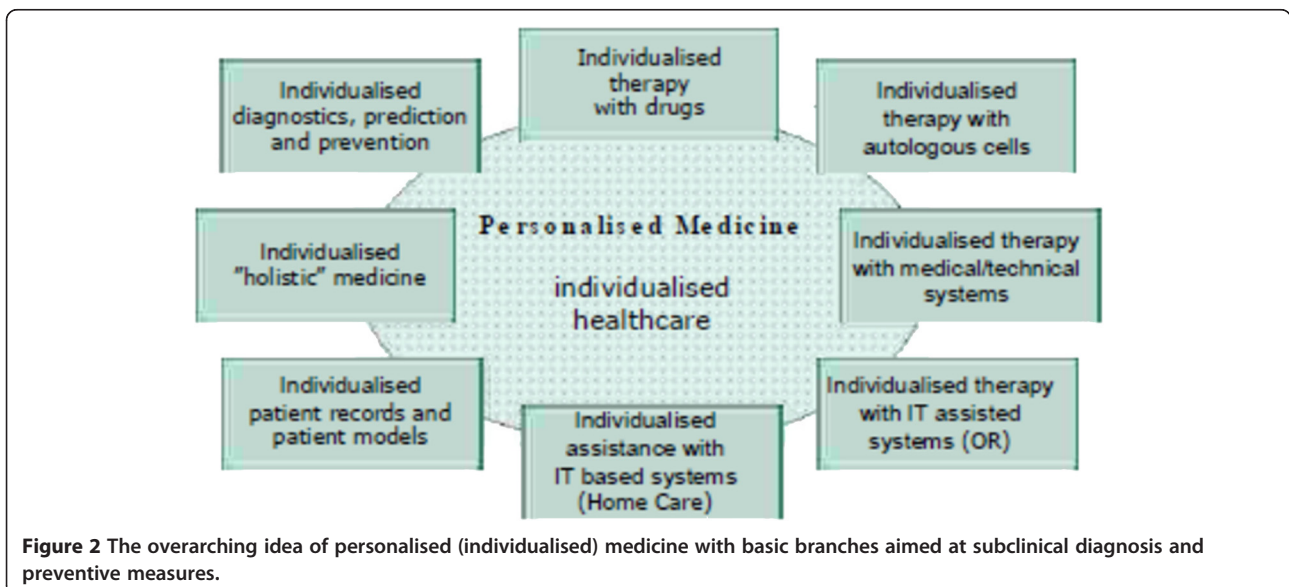 Individualised
therapy
with drugs
Individualised
diagnostics, prediction
and prevention
Individualised
therapy with
autologous cells
Personalised Medicine
individualised
healthcare
Individualised
"holistic" medicine
Individualised therapy
with medical/technical
systems
Individualised
patient records and
patient models
Individualised
assistance with
IT based systems
(Home Care)
Individualised therapy
with IT assisted
systems (OR)
Figure 2 The overarching idea of personalised (individualised) medicine with basic branches aimed at subclinical diagnosis and
preventive measures.